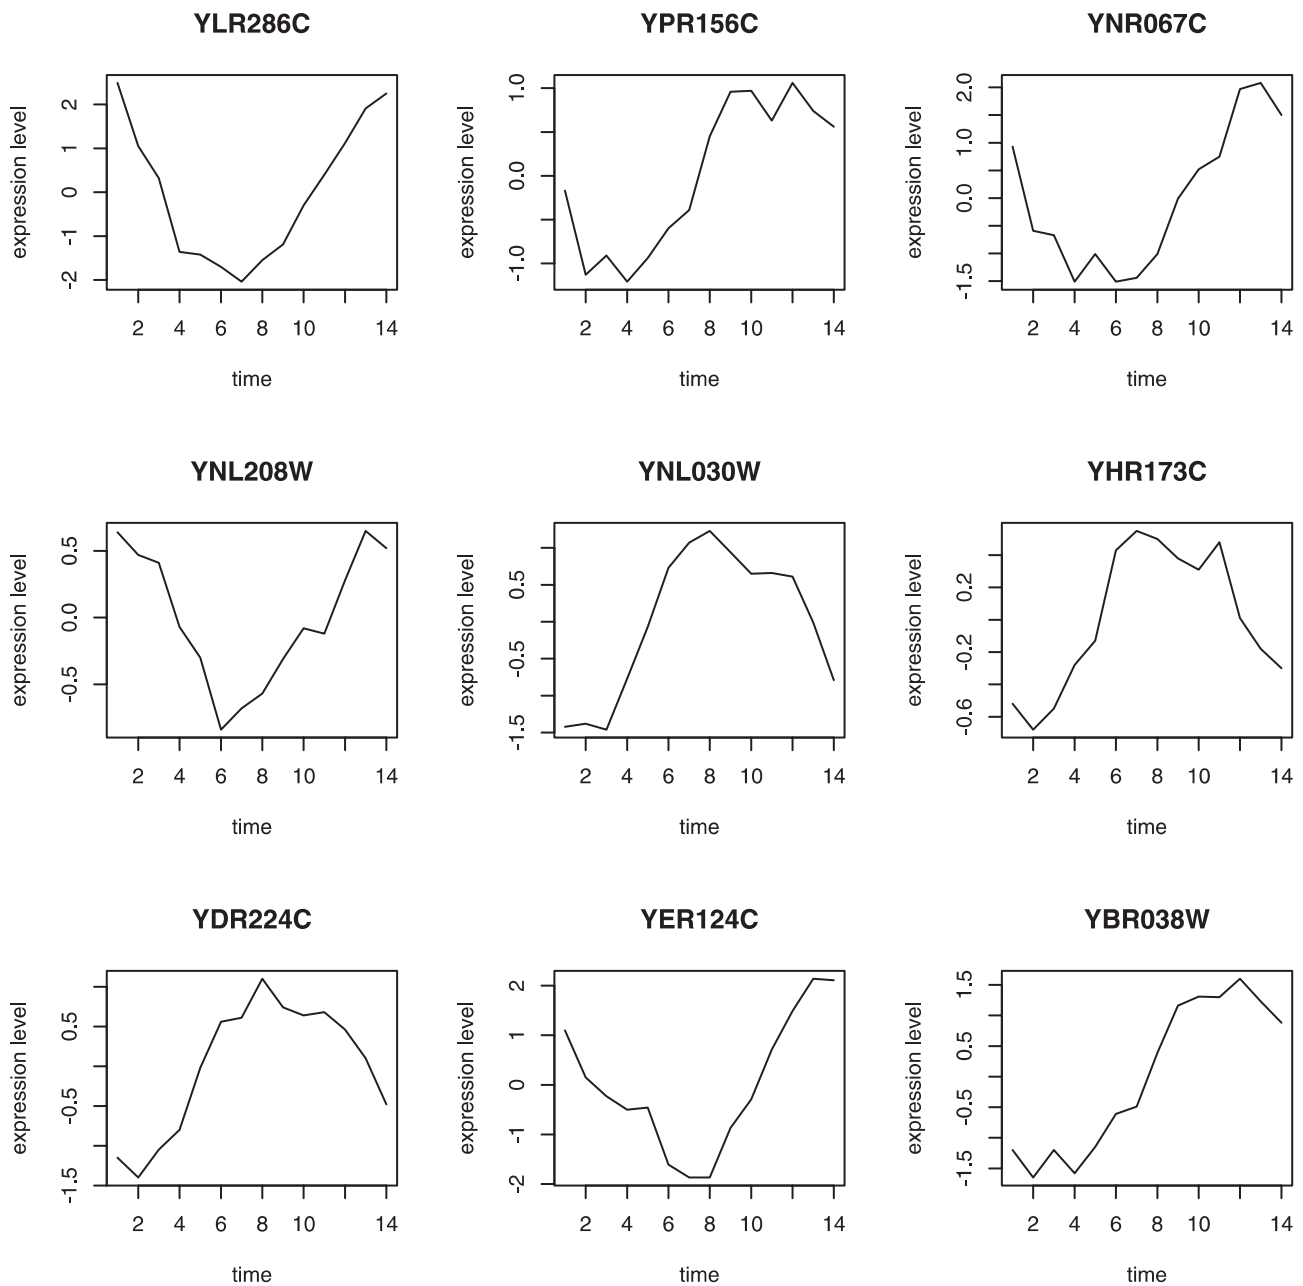 YLR286C YPR156C YNR067C
expression level expression level expression level
2 1 0 -1 -2
1.0 0.0 -1.0
2.0 1.0 0.0 -1.5
2 4 6 8 10 14 2 4 6 8 10 14 2 4 6 8 10 14
time time time
YNL208W YNL030W YHR173C
expression level expression level expression level
0.5 0.0 -0.5
0.5 -0.5 -1.5
0.2 -0.2 -0.6
2 4 6 8 10 14 2 4 6 8 10 14 2 4 6 8 10 14
time time time
YDR224C YER124C YBR038W
expression level expression level expression level
0.5 -0.5 -1.5
2 1 0 -1 -2
1.5 0.5 -0.5 -1.5
2 4 6 8 10 14 2 4 6 8 10 14 2 4 6 8 10 14
time time time